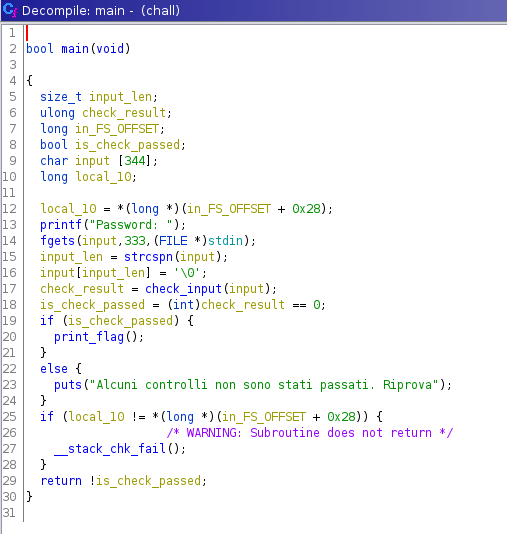 Decompile: main - (chall)
1
2 bool main(void)
3
4 {
5   size_t input_len;
6   ulong check_result;
7   long in_FS_OFFSET;
8   bool is_check_passed;
9   char input [344];
10   long local_10;
11
12   local_10 = *(long *)(in_FS_OFFSET + 0x28);
13   printf("Password: ");
14   fgets(input,333,(FILE *)stdin);
15   input_len = strcspn(input);
16   input[input_len] = '\0';
17   check_result = check_input(input);
18   is_check_passed = (int)check_result == 0;
19   if (is_check_passed) {
20     print_flag();
21   }
22   else {
23     puts("Alcuni controlli non sono stati passati. Riprova");
24   }
25   if (local_10 != *(long *)(in_FS_OFFSET + 0x28)) {
26                     /* WARNING: Subroutine does not return */
27     __stack_chk_fail();
28   }
29   return !is_check_passed;
30 }
31